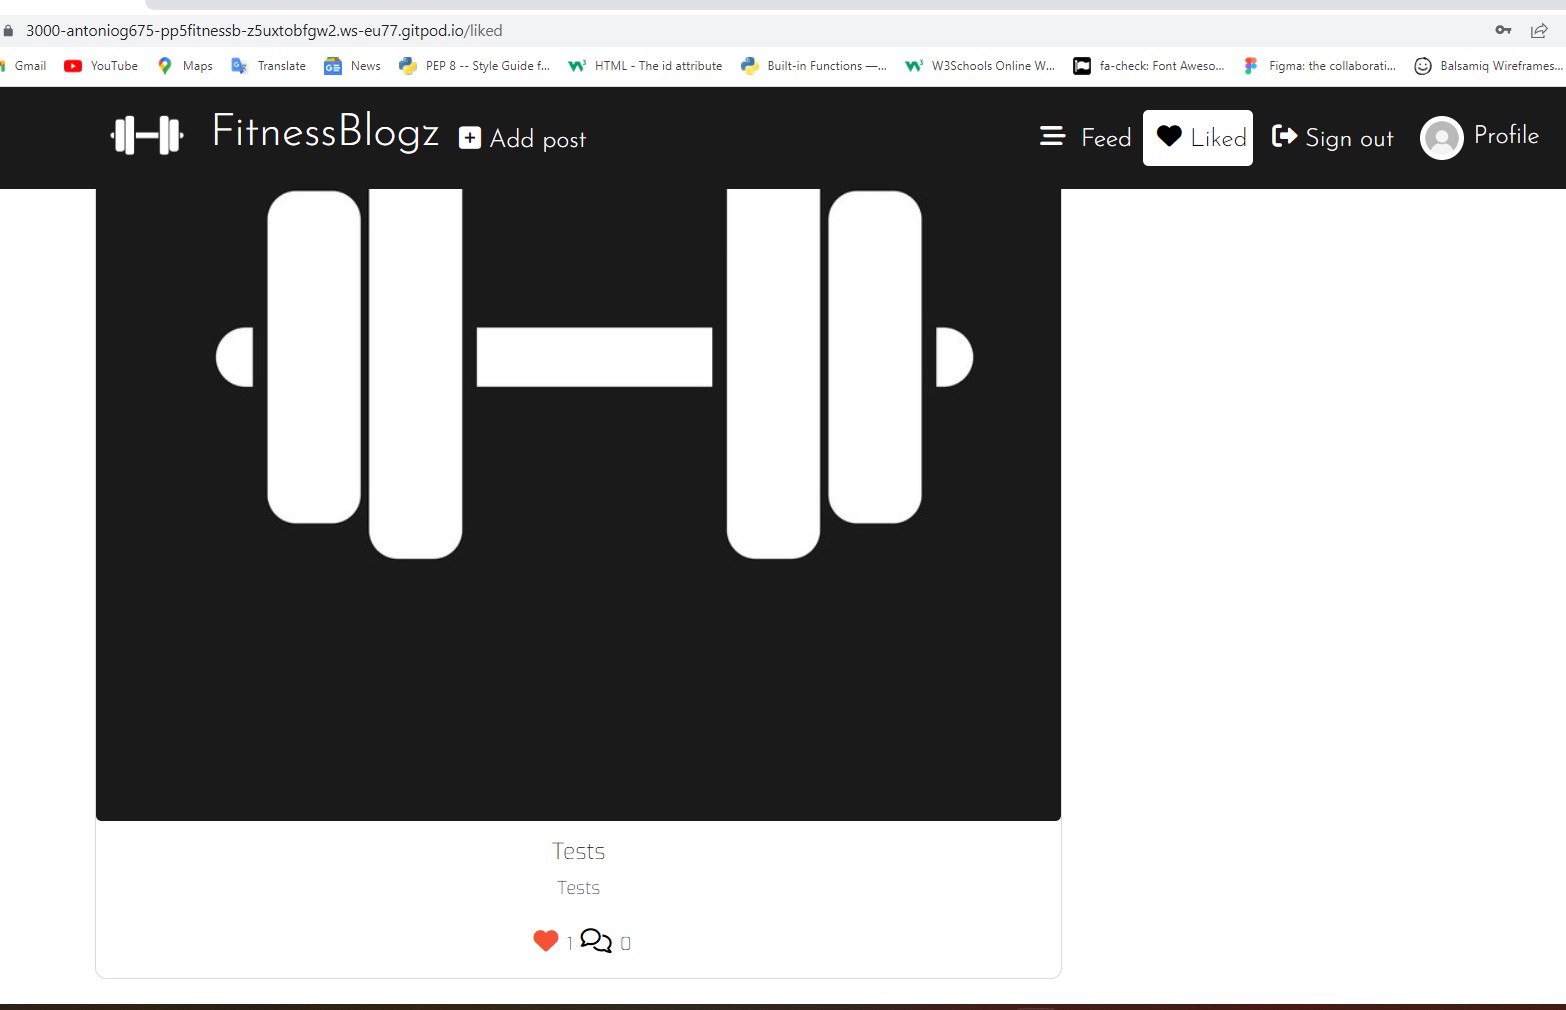 3000-antoniog675-pp5fitnessb-z5uxtobfgw2.ws-eu77.gitpod.io/liked
Gmail YouTube Maps Translate News PEP 8 -- Style Guide f... HTML - The id attribute Built-in Functions —... W3Schools Online W... fa-check: Font Aweso... Figma: the collaborati... Balsamiq Wireframes...
FitnessBlogz Add post Feed Liked Sign out Profile
Tests
Tests
1 0